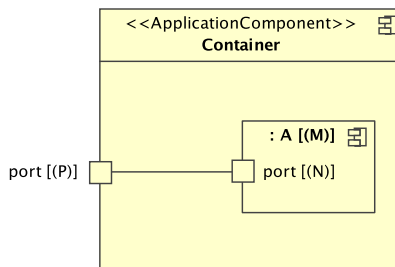 <<ApplicationComponent>>
Container
: A [(M)]
port [(P)]
port [(N)]